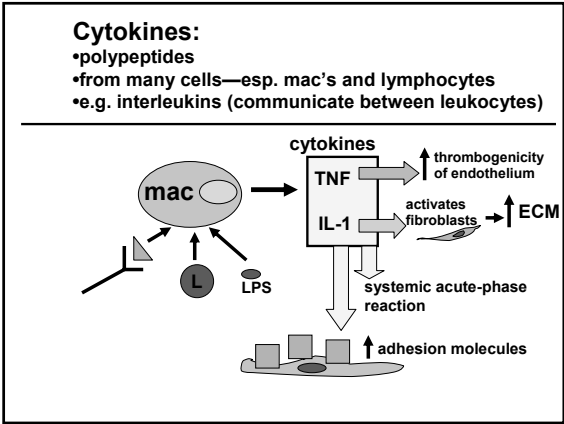 Cytokines:
•polypeptides
•from many cells—esp. mac's and lymphocytes
•e.g. interleukins (communicate between leukocytes)
cytokines
mac
TNF
thrombogenicity
of endothelium
IL-1
activates
fibroblasts
ECM
L
LPS
systemic acute-phase
reaction
adhesion molecules